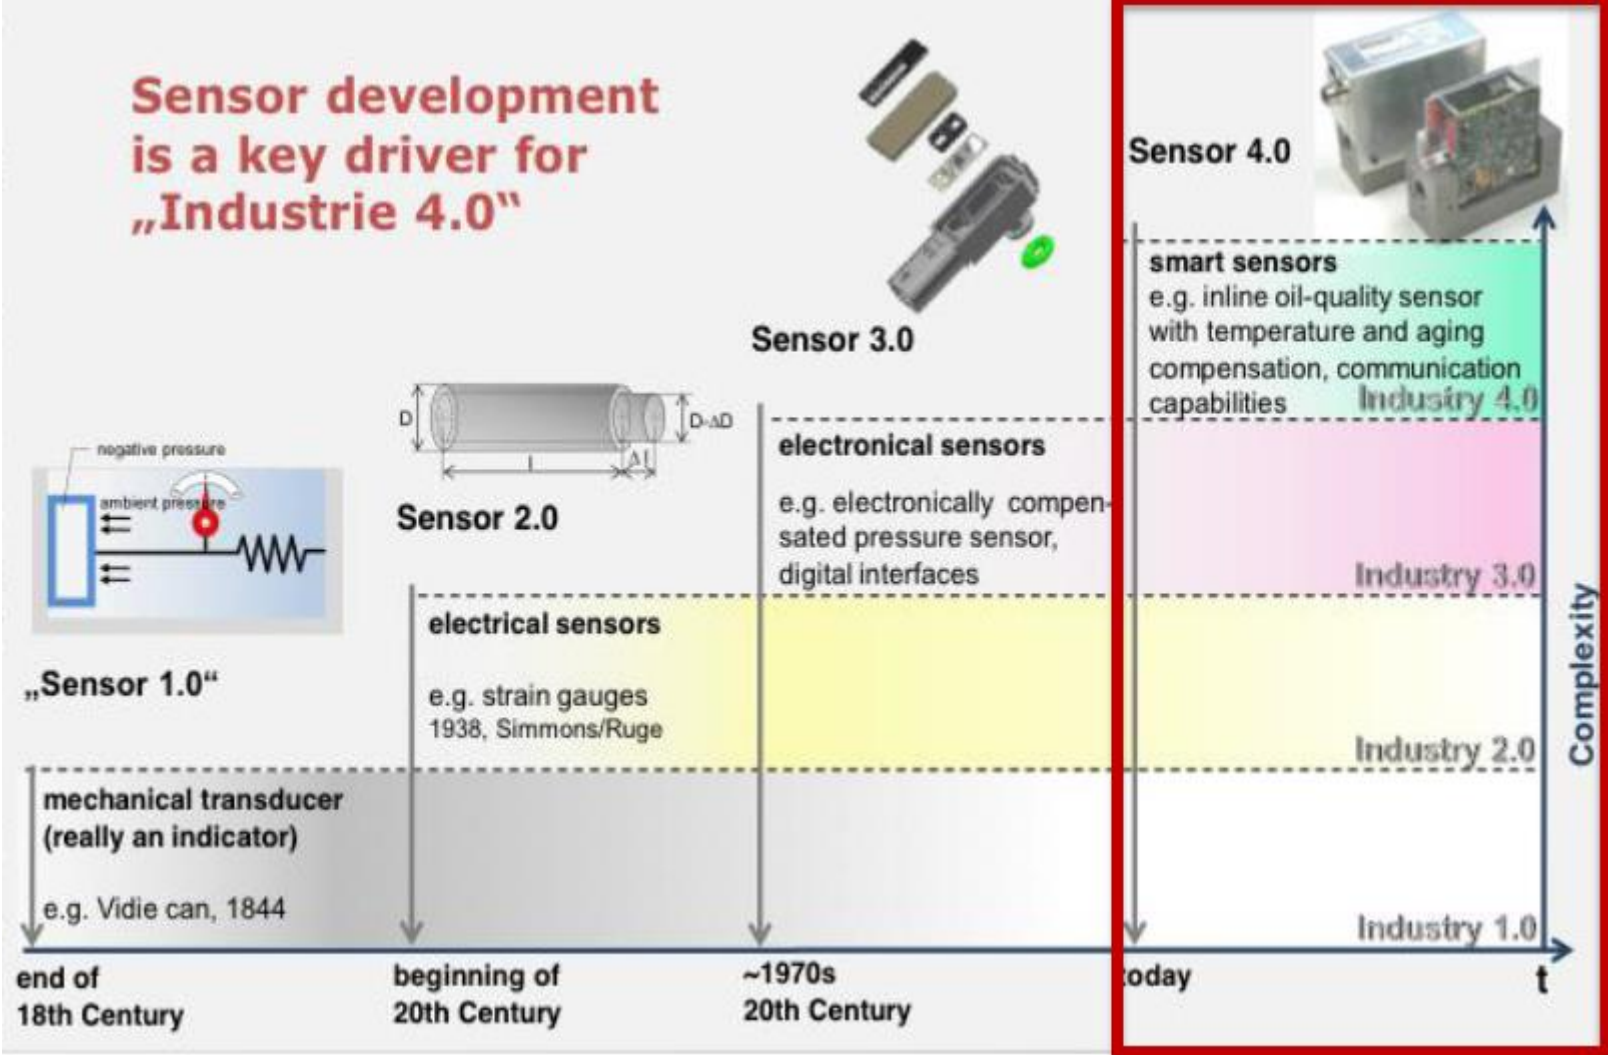 Sensor development
is a key driver for
„Industrie 4.0“
Sensor 4.0
smart sensors
e.g. inline oil-quality sensor
with temperature and aging
compensation, communication
capabilities
Industry 4.0
Sensor 3.0
electronical sensors
e.g. electronically compen-
sated pressure sensor,
digital interfaces
Industry 3.0
D
D-ΔD
l
Δl
Sensor 2.0
electrical sensors
e.g. strain gauges
1938, Simmons/Ruge
Industry 2.0
negative pressure
ambient pressure
„Sensor 1.0“
mechanical transducer
(really an indicator)
e.g. Vidie can, 1844
Industry 1.0
Complexity
end of
18th Century
beginning of
20th Century
~1970s
20th Century
today
t